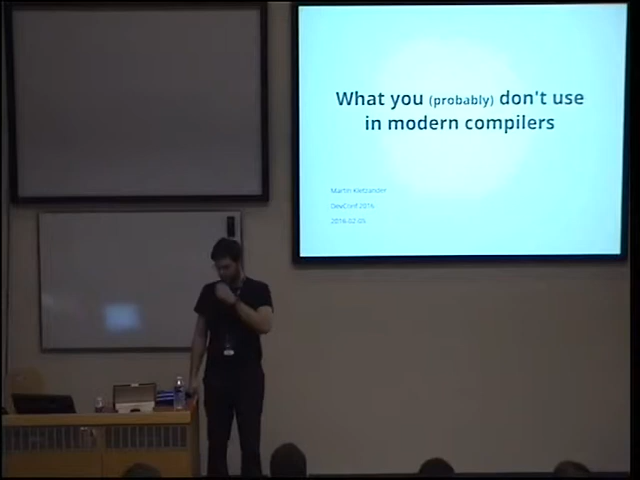 What you (probably) don't use
in modern compilers
Martin Kletzander
DevConf 2016
2016-02-05